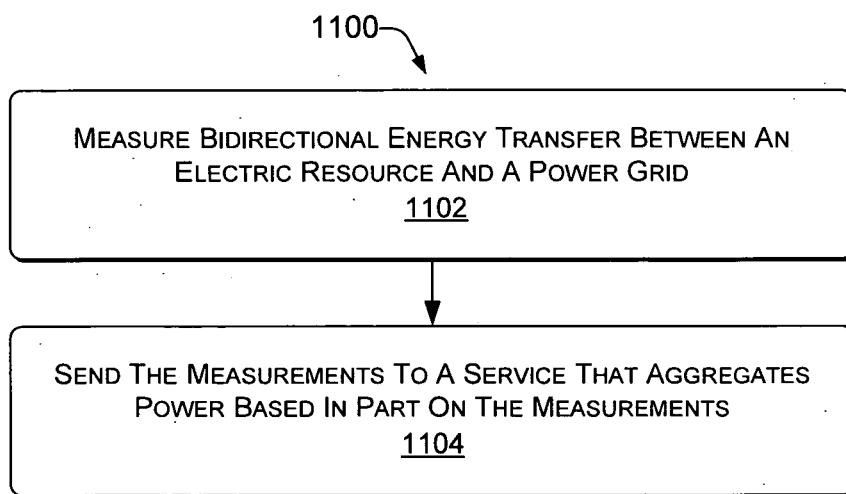 1100
MEASURE BIDIRECTIONAL ENERGY TRANSFER BETWEEN AN
ELECTRIC RESOURCE AND A POWER GRID
1102
SEND THE MEASUREMENTS TO A SERVICE THAT AGGREGATES
POWER BASED IN PART ON THE MEASUREMENTS
1104